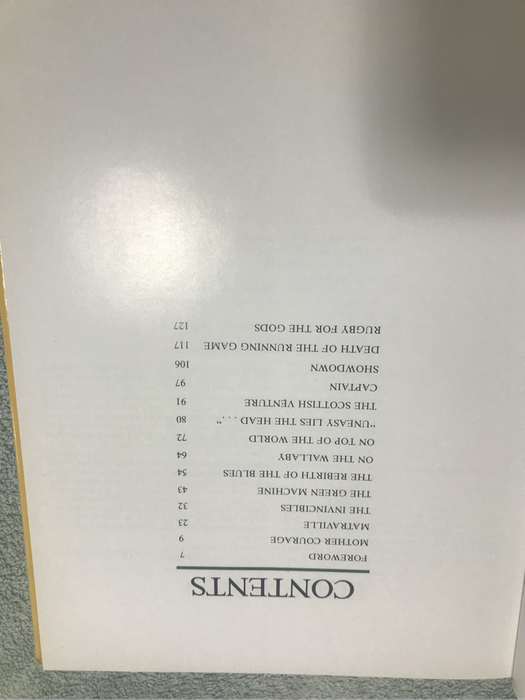 CONTENTS
FOREWORD 7
MOTHER COURAGE 9
MATRAVILLE 23
THE INVINCIBLES 32
THE GREEN MACHINE 43
THE REBIRTH OF THE BLUES 54
ON THE WALLABY 64
ON TOP OF THE WORLD 72
"UNEASY LIES THE HEAD . . ." 80
THE SCOTTISH VENTURE 91
CAPTAIN 97
SHOWDOWN 106
DEATH OF THE RUNNING GAME 117
RUGBY FOR THE GODS 127